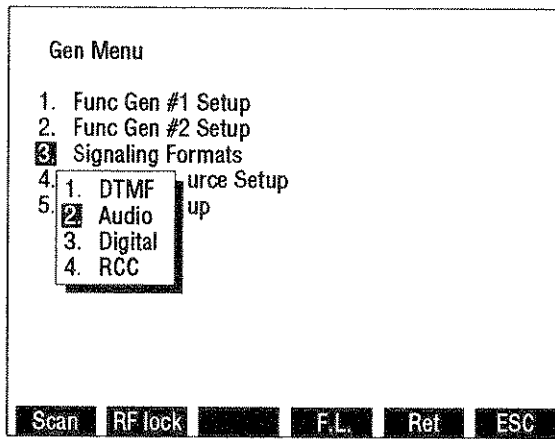 Gen Menu
1. Func Gen #1 Setup
2. Func Gen #2 Setup
3. Signaling Formats
4. urce Setup
5. up
1. DTMF
2. Audio
3. Digital
4. RCC
Scan RF lock F.L. Ret ESC